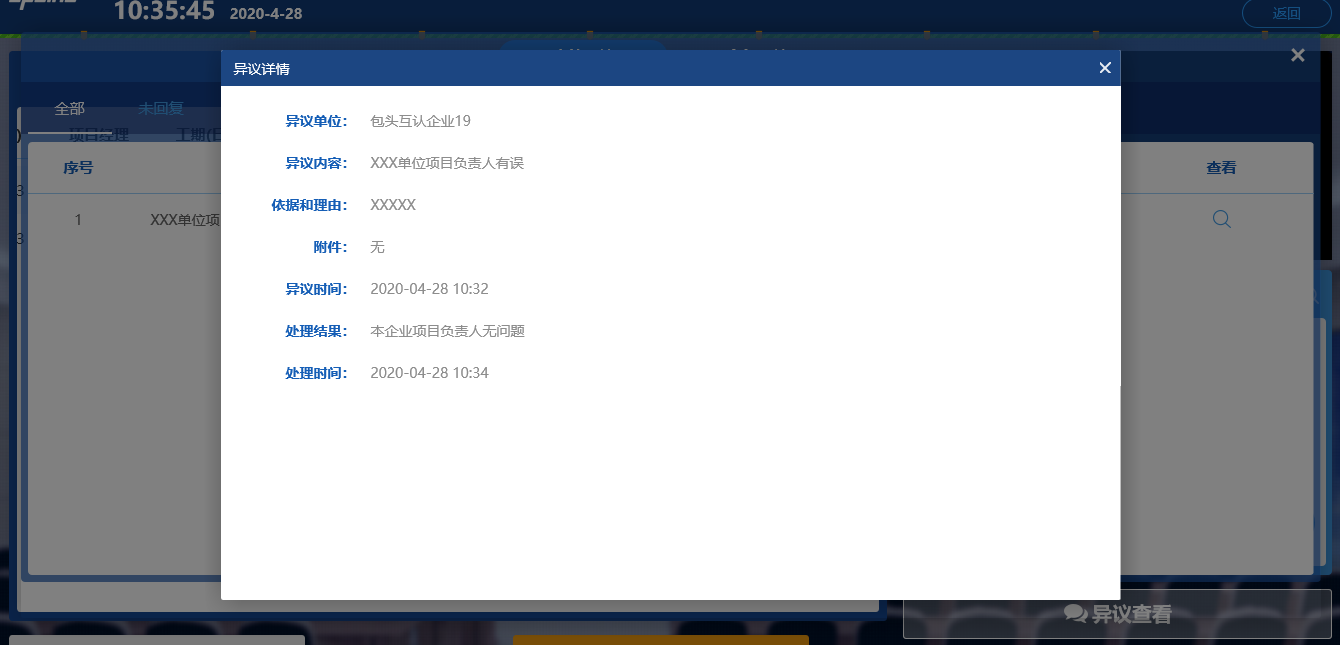 10:35:45 2020-4-28
返回
异议详情
全部 未回复
项目经理 工期(日
序号 查看
1 XXX单位项
异议单位： 包头互认企业19
异议内容： XXX单位项目负责人有误
依据和理由： XXXXX
附件： 无
异议时间： 2020-04-28 10:32
处理结果： 本企业项目负责人无问题
处理时间： 2020-04-28 10:34
3
3
异议查看